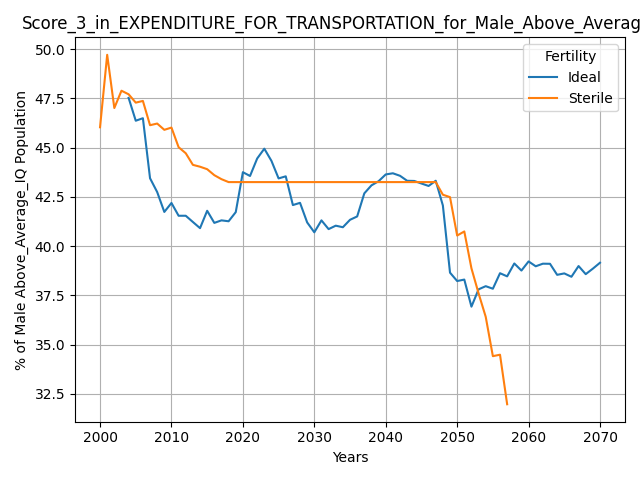 Score_3_in_EXPENDITURE_FOR_TRANSPORTATION_for_Male_Above_Averag
% of Male Above_Average_IQ Population
50.0
47.5
45.0
42.5
40.0
37.5
35.0
32.5
Fertility
Ideal
Sterile
2000 2010 2020 2030 2040 2050 2060 2070
Years